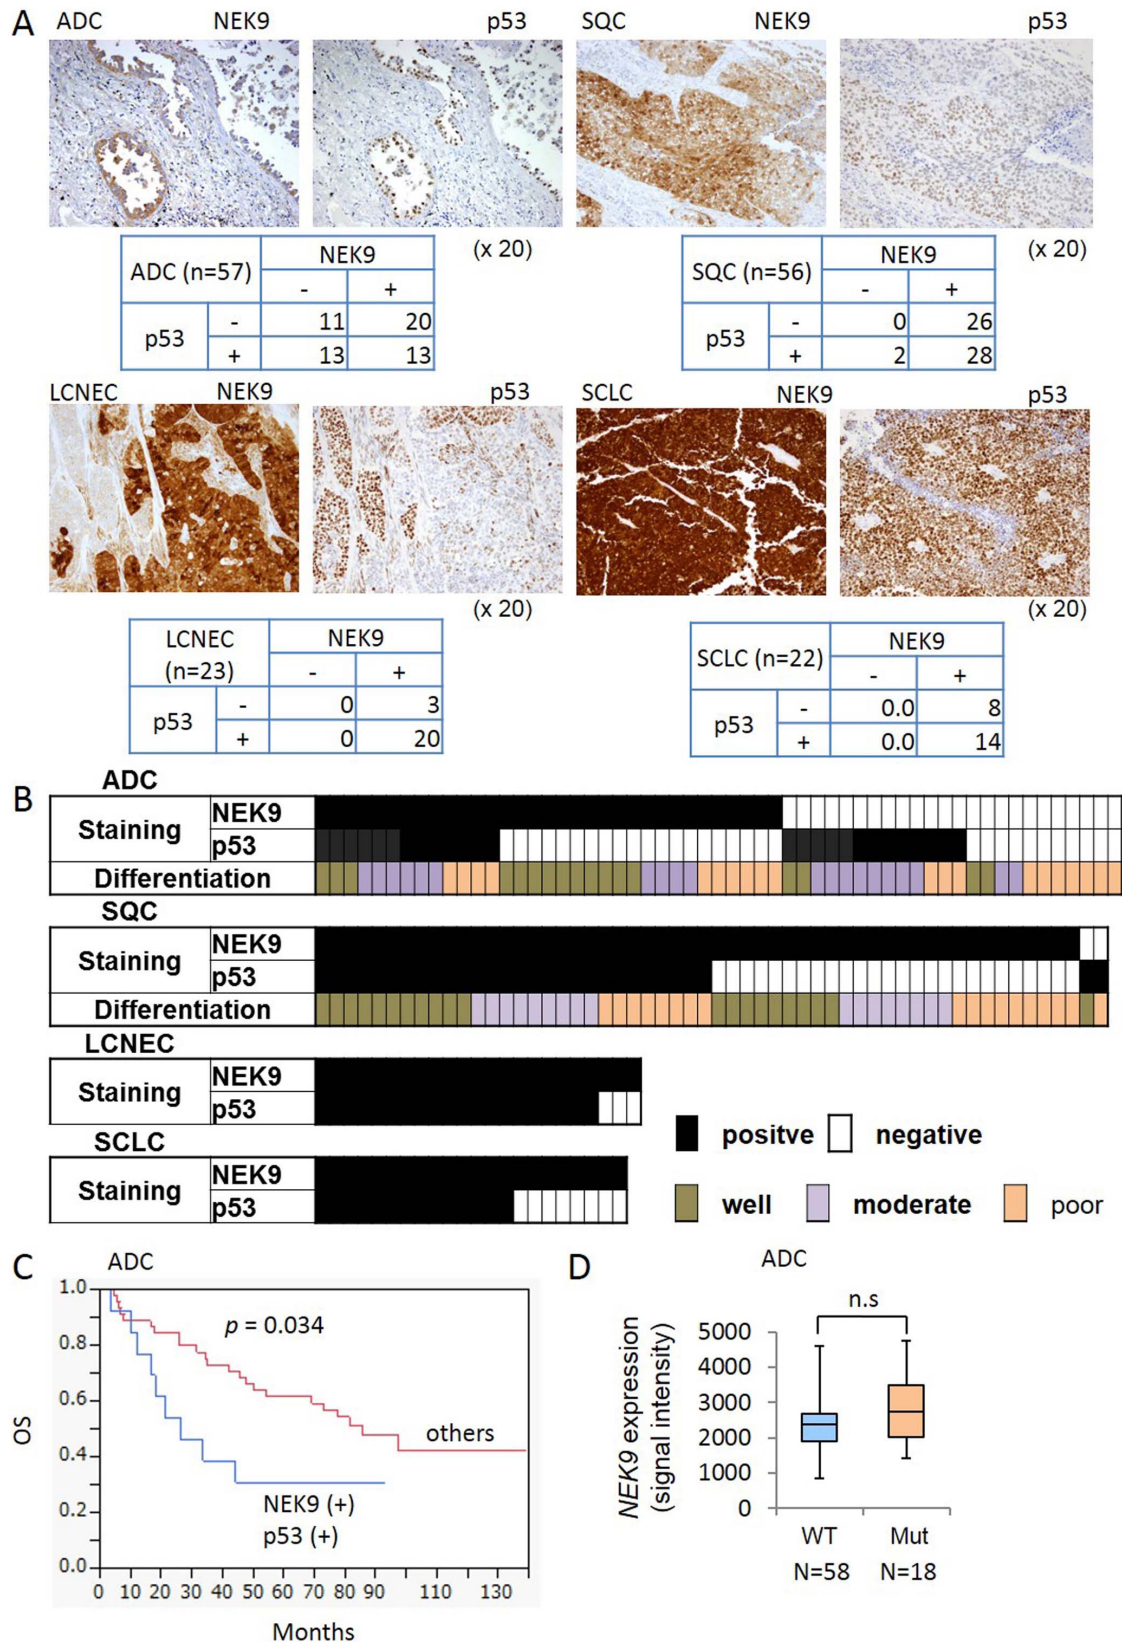 A
ADC NEK9 p53 SQC NEK9 p53
(x 20) (x 20)
ADC (n=57) NEK9
- +
p53 - 11 20
+ 13 13
SQC (n=56) NEK9
- +
p53 - 0 26
+ 2 28
LCNEC NEK9 p53 SCLC NEK9 p53
(x 20) (x 20)
LCNEC NEK9
(n=23) - +
p53 - 0 3
+ 0 20
SCLC (n=22) NEK9
- +
p53 - 0.0 8
+ 0.0 14
B
ADC
Staining NEK9
p53
Differentiation
SQC
Staining NEK9
p53
Differentiation
LCNEC
Staining NEK9
p53
SCLC
Staining NEK9
p53
positve negative
well moderate poor
C ADC
OS
1.0
0.8
0.6
0.4
0.2
0.0
p = 0.034
others
NEK9 (+)
p53 (+)
0 10 20 30 40 50 60 70 80 90 110 130
Months
D ADC
n.s
NEK9 expression
(signal intensity)
5000
4000
3000
2000
1000
0
WT Mut
N=58 N=18